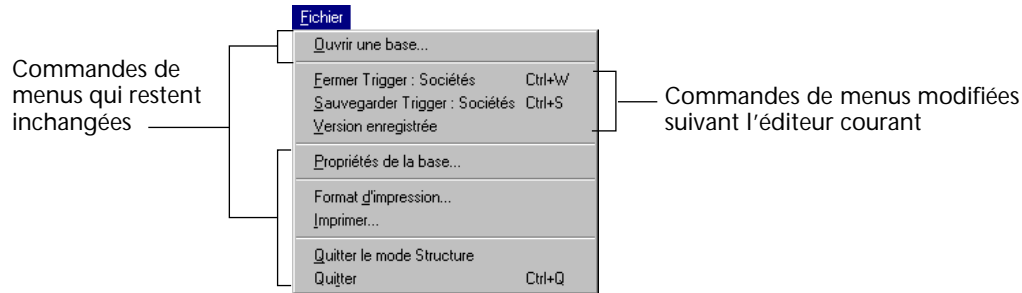 Fichier
Ouvrir une base...
Commandes de
menus qui restent
inchangées
Fermer Trigger : Sociétés Ctrl+W
Sauvegarder Trigger : Sociétés Ctrl+S
Version enregistrée
Commandes de menus modifiées
suivant l'éditeur courant
Propriétés de la base...
Format d'impression...
Imprimer...
Quitter le mode Structure
Quitter Ctrl+Q